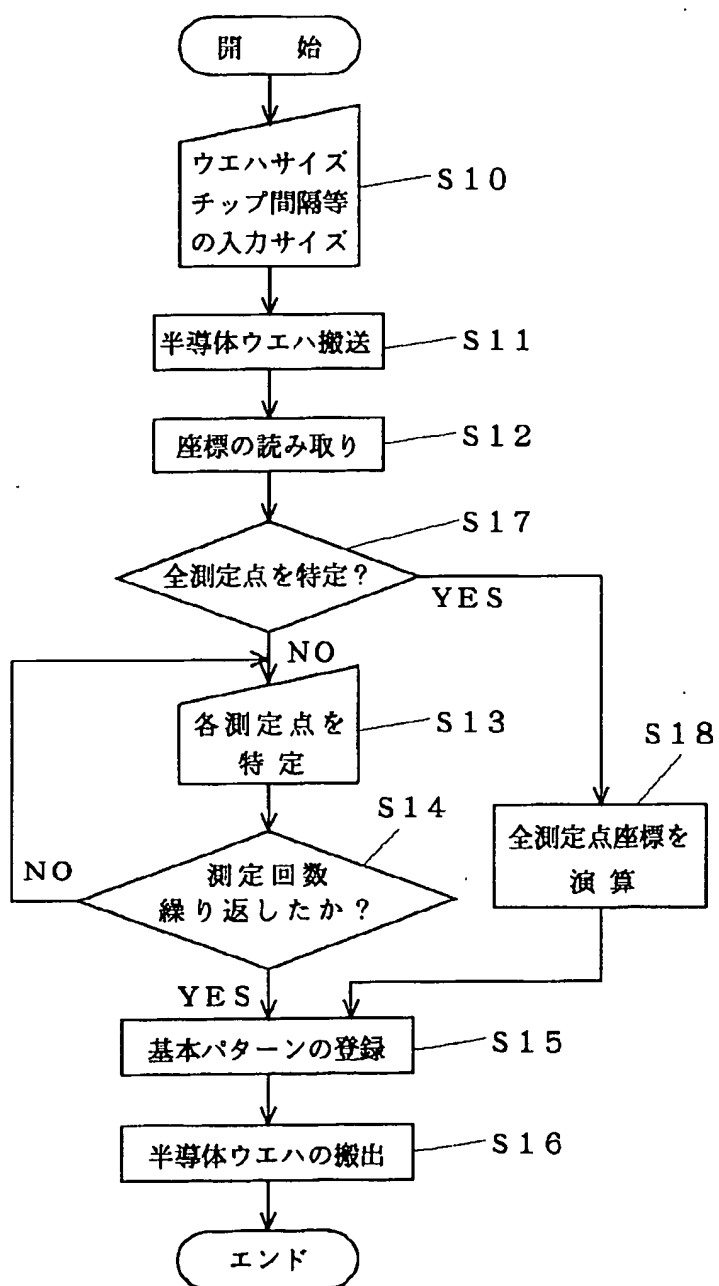 開 始
ウエハサイズ
チップ間隔等
の入力サイズ
S10
半導体ウエハ搬送
S11
座標の読み取り
S12
全測定点を特定?
S17
YES
NO
各測定点を
特定
S13
測定回数
繰り返したか?
S14
NO
YES
全測定点座標を
演算
S18
基本パターンの登録
S15
半導体ウエハの搬出
S16
エンド